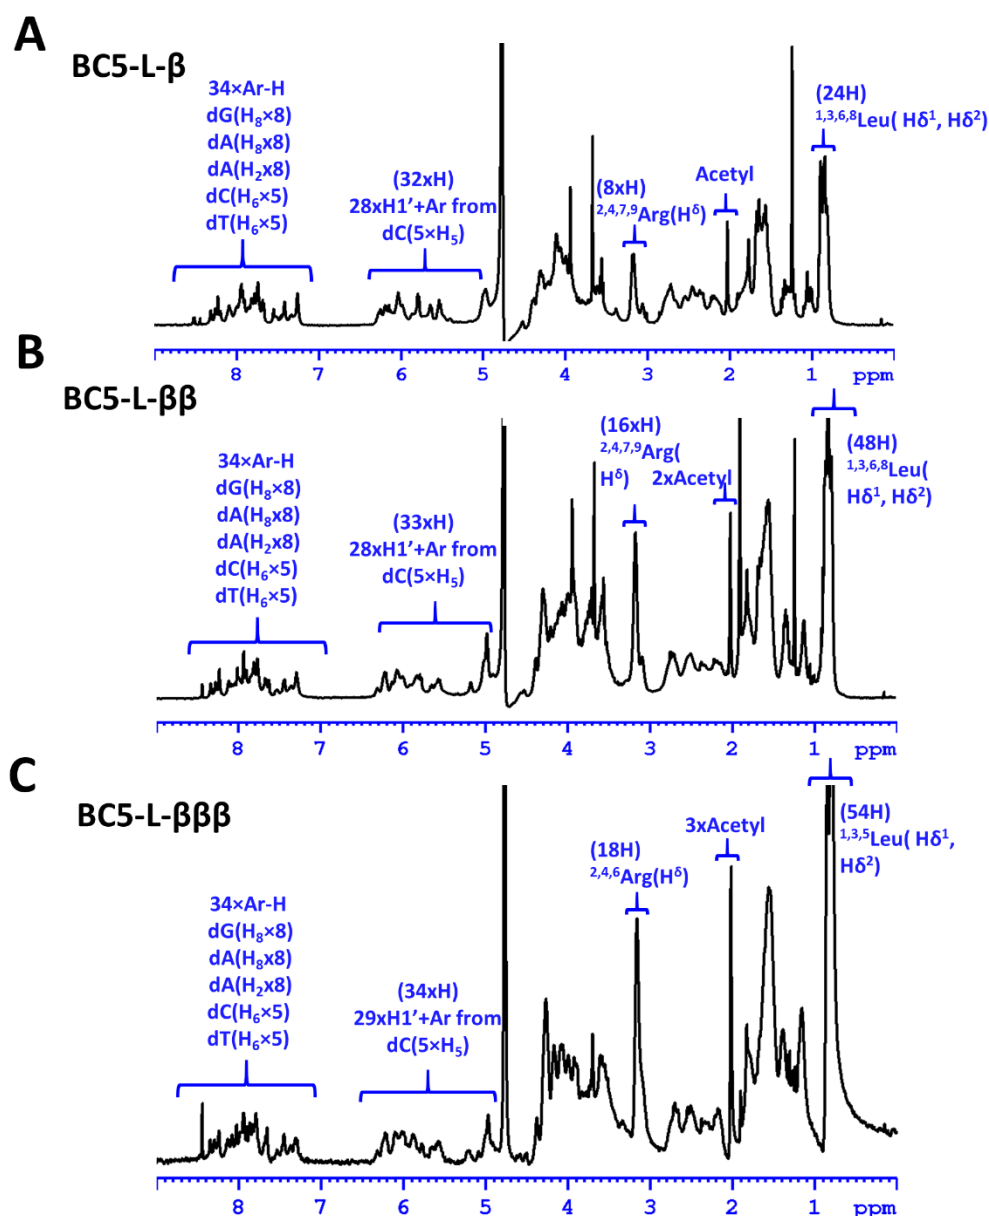 A
BC5-L-β
34×Ar-H
dG(H₈×8)
dA(H₈x8)
dA(H₂x8)
dC(H₆×5)
dT(H₆×5)
(32xH)
28xH1’+Ar from
dC(5×H₅)
(8xH)
²,⁴,⁷,⁹Arg(Hᵟ)
Acetyl
(24H)
¹,³,⁶,⁸Leu( Hδ¹, Hδ²)
8 7 6 5 4 3 2 1 ppm
B
BC5-L-ββ
34×Ar-H
dG(H₈×8)
dA(H₈x8)
dA(H₂x8)
dC(H₆×5)
dT(H₆×5)
(33xH)
28xH1’+Ar from
dC(5×H₅)
(16xH)
²,⁴,⁷,⁹Arg(
Hᵟ)
2xAcetyl
(48H)
¹,³,⁶,⁸Leu(
Hδ¹, Hδ²)
8 7 6 5 4 3 2 1 ppm
C
BC5-L-βββ
34×Ar-H
dG(H₈×8)
dA(H₈x8)
dA(H₂x8)
dC(H₆×5)
dT(H₆×5)
(34xH)
29xH1’+Ar from
dC(5×H₅)
(18H)
²,⁴,⁶Arg(Hᵟ)
3xAcetyl
(54H)
¹,³,⁵Leu( Hδ¹,
Hδ²)
8 7 6 5 4 3 2 1 ppm